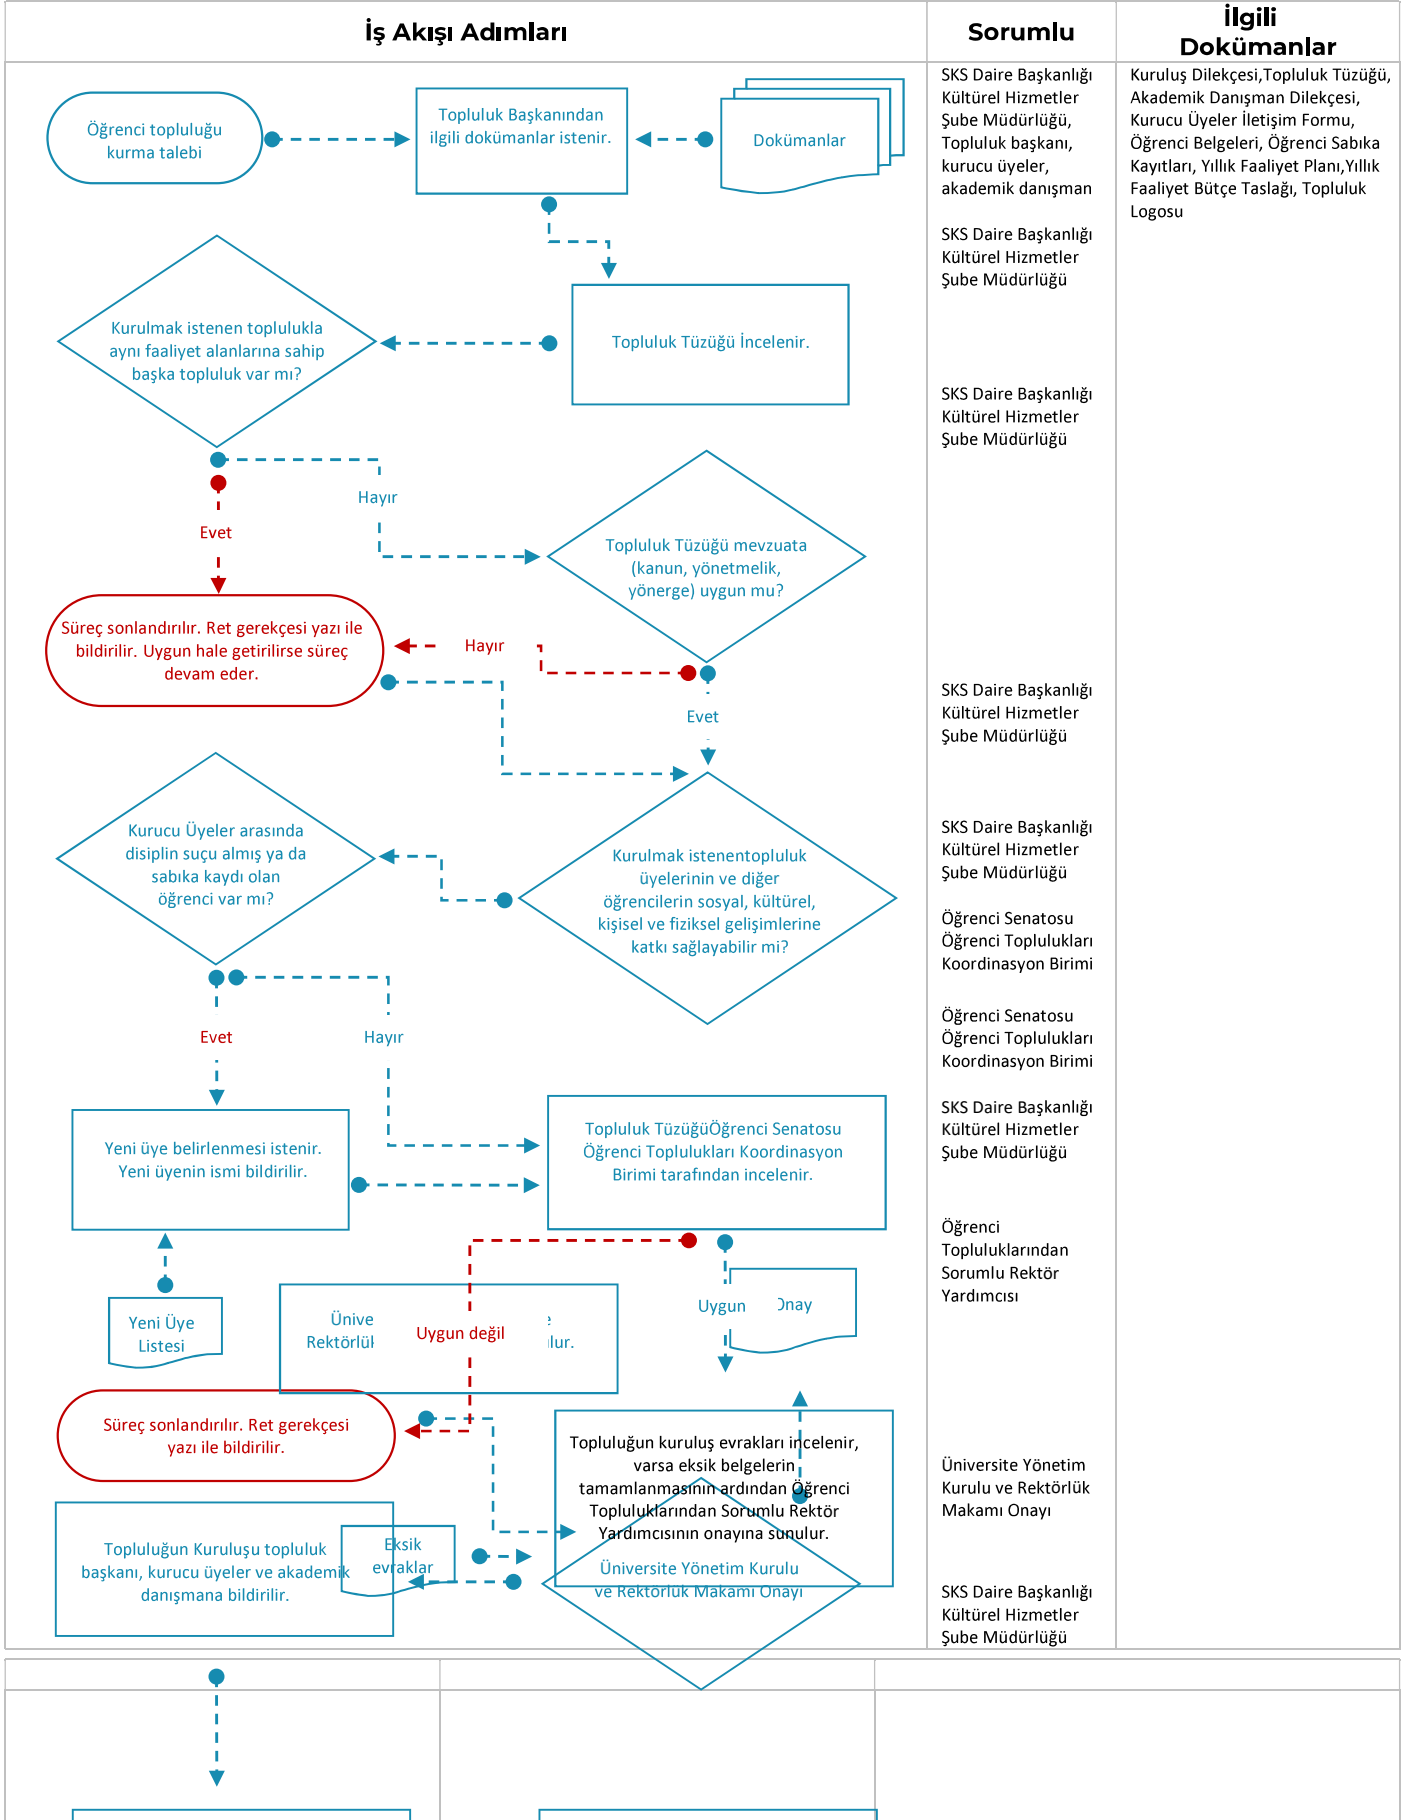 İş Akışı Adımları
Sorumlu
İlgili
Dokümanlar
Öğrenci topluluğu
kurma talebi
Topluluk Başkanından
ilgili dokümanlar istenir.
Dokümanlar
SKS Daire Başkanlığı
Kültürel Hizmetler
Şube Müdürlüğü,
Topluluk başkanı,
kurucu üyeler,
akademik danışman
Kuruluş Dilekçesi,Topluluk Tüzüğü,
Akademik Danışman Dilekçesi,
Kurucu Üyeler İletişim Formu,
Öğrenci Belgeleri, Öğrenci Sabıka
Kayıtları, Yıllık Faaliyet Planı,Yıllık
Faaliyet Bütçe Taslağı, Topluluk
Logosu
SKS Daire Başkanlığı
Kültürel Hizmetler
Şube Müdürlüğü
Kurulmak istenen toplulukla
aynı faaliyet alanlarına sahip
başka topluluk var mı?
Topluluk Tüzüğü İncelenir.
SKS Daire Başkanlığı
Kültürel Hizmetler
Şube Müdürlüğü
Hayır
Evet
Topluluk Tüzüğü mevzuata
(kanun, yönetmelik,
yönerge) uygun mu?
Süreç sonlandırılır. Ret gerekçesi yazı ile
bildirilir. Uygun hale getirilirse süreç
devam eder.
Hayır
Evet
SKS Daire Başkanlığı
Kültürel Hizmetler
Şube Müdürlüğü
Kurucu Üyeler arasında
disiplin suçu almış ya da
sabıka kaydı olan
öğrenci var mı?
Kurulmak istenentopluluk
üyelerinin ve diğer
öğrencilerin sosyal, kültürel,
kişisel ve fiziksel gelişimlerine
katkı sağlayabilir mi?
SKS Daire Başkanlığı
Kültürel Hizmetler
Şube Müdürlüğü
Öğrenci Senatosu
Öğrenci Toplulukları
Koordinasyon Birimi
Evet
Hayır
Öğrenci Senatosu
Öğrenci Toplulukları
Koordinasyon Birimi
Yeni üye belirlenmesi istenir.
Yeni üyenin ismi bildirilir.
Topluluk TüzüğüÖğrenci Senatosu
Öğrenci Toplulukları Koordinasyon
Birimi tarafından incelenir.
SKS Daire Başkanlığı
Kültürel Hizmetler
Şube Müdürlüğü
Öğrenci
Topluluklarından
Sorumlu Rektör
Yardımcısı
Yeni Üye
Listesi
Uygun değil
Uygun
Süreç sonlandırılır. Ret gerekçesi
yazı ile bildirilir.
Topluluğun kuruluş evrakları incelenir,
varsa eksik belgelerin
tamamlanmasının ardından Öğrenci
Topluluklarından Sorumlu Rektör
Yardımcısının onayına sunulur.
Üniversite Yönetim
Kurulu ve Rektörlük
Makamı Onayı
Topluluğun Kuruluşu topluluk
başkanı, kurucu üyeler ve akademik
danışmana bildirilir.
Eksik
evraklar
Üniversite Yönetim Kurulu
ve Rektörlük Makamı Onayı
SKS Daire Başkanlığı
Kültürel Hizmetler
Şube Müdürlüğü